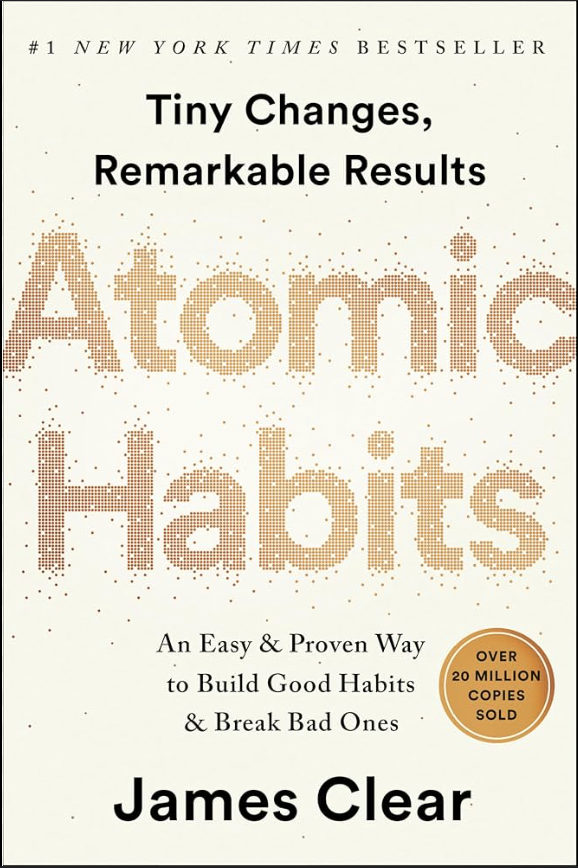 #1 NEW YORK TIMES BESTSELLER
Tiny Changes,
Remarkable Results
Atomic
Habits
An Easy & Proven Way
to Build Good Habits
& Break Bad Ones
OVER
20 MILLION
COPIES
SOLD
James Clear